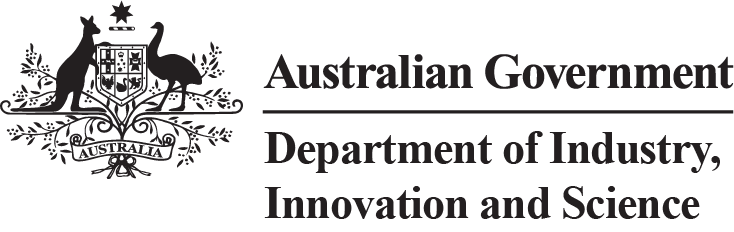 AUSTRALIA
Australian Government
Department of Industry,
Innovation and Science